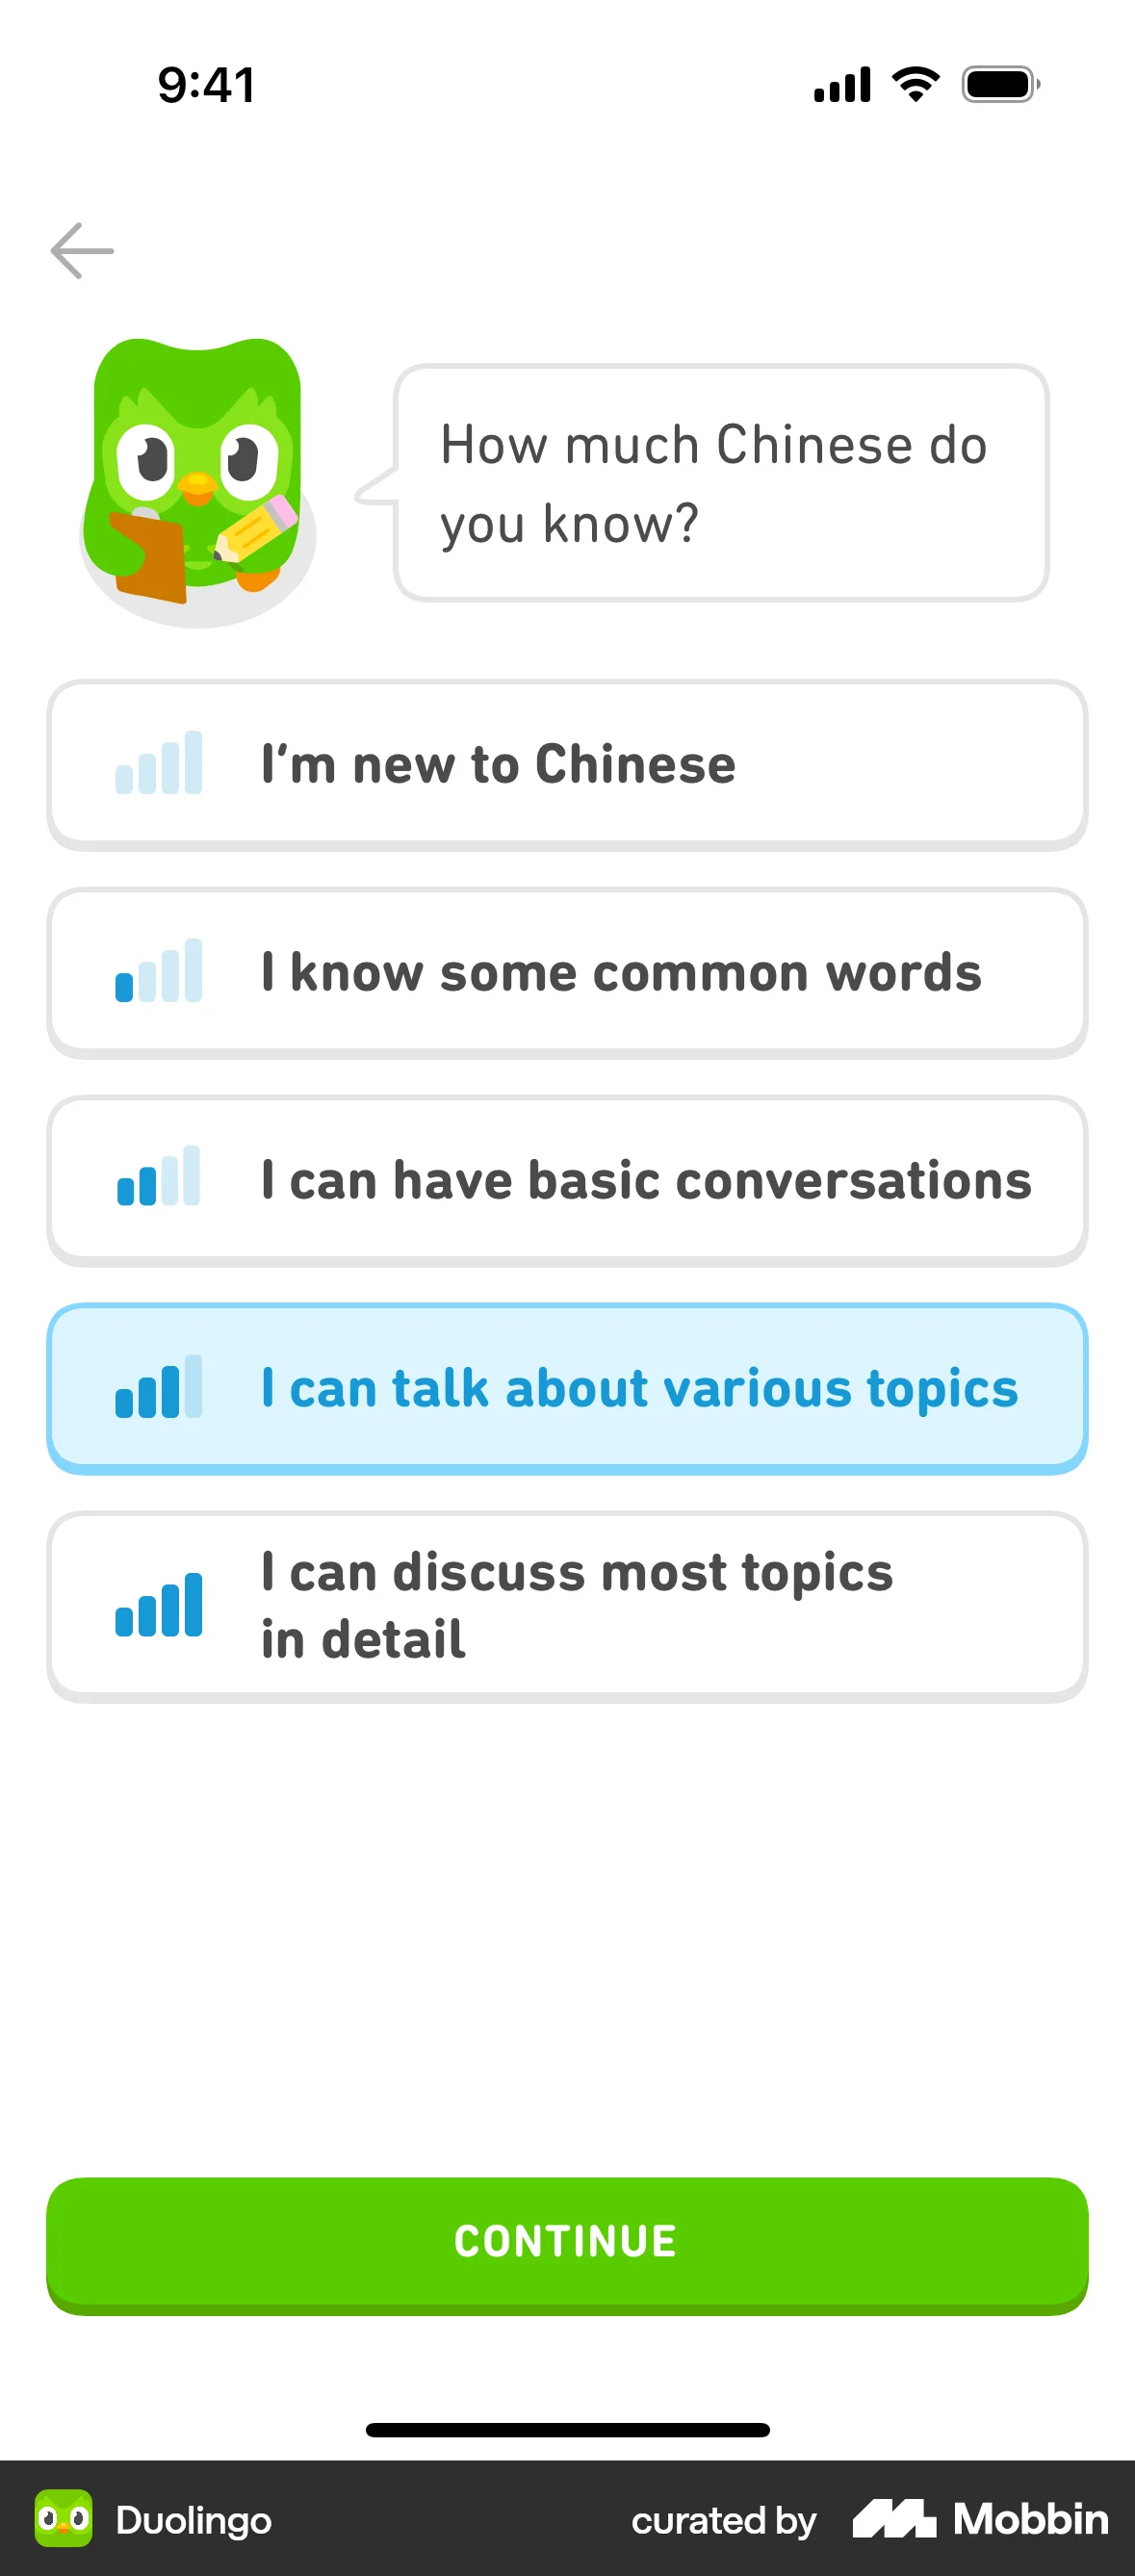 9:41
How much Chinese do
you know?
I'm new to Chinese
I know some common words
I can have basic conversations
I can talk about various topics
I can discuss most topics
in detail
CONTINUE
Duolingo
curated by Mobbin